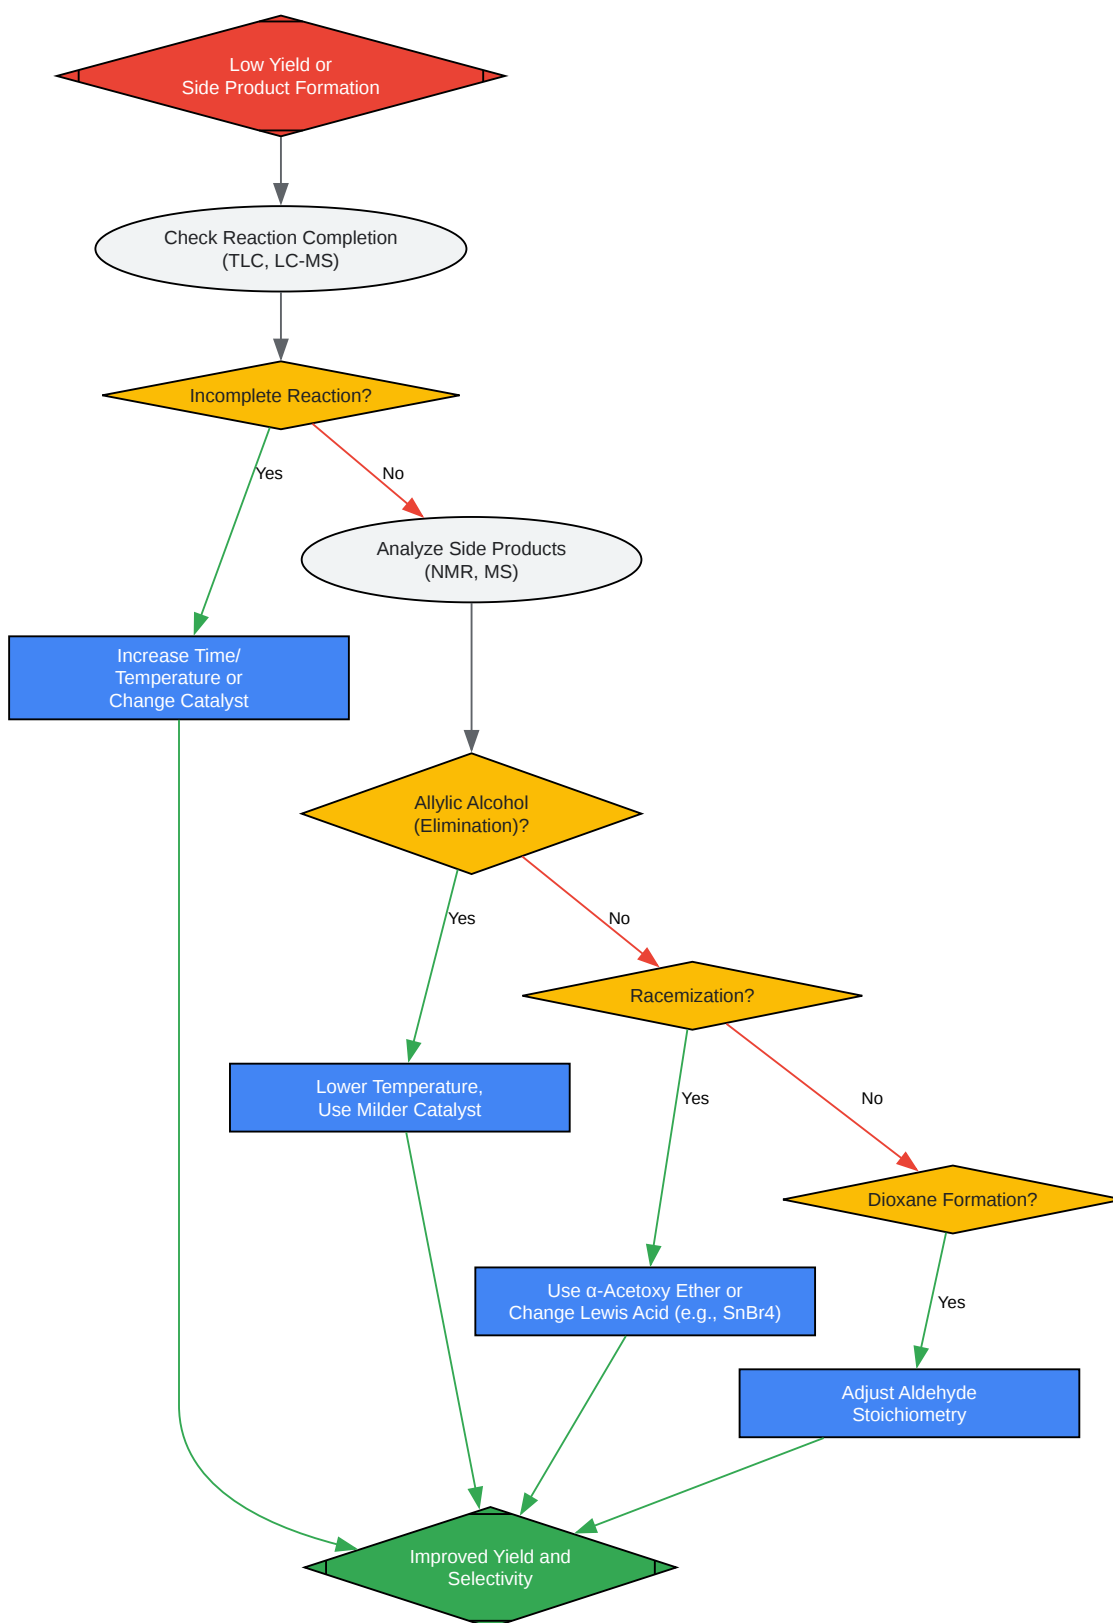 Low Yield or
Side Product Formation
Check Reaction Completion
(TLC, LC-MS)
Incomplete Reaction?
Yes
No
Analyze Side Products
(NMR, MS)
Increase Time/
Temperature or
Change Catalyst
Allylic Alcohol
(Elimination)?
Yes
No
Racemization?
Lower Temperature,
Use Milder Catalyst
Yes
No
Dioxane Formation?
Use α-Acetoxy Ether or
Change Lewis Acid (e.g., SnBr4)
Yes
Adjust Aldehyde
Stoichiometry
Improved Yield and
Selectivity